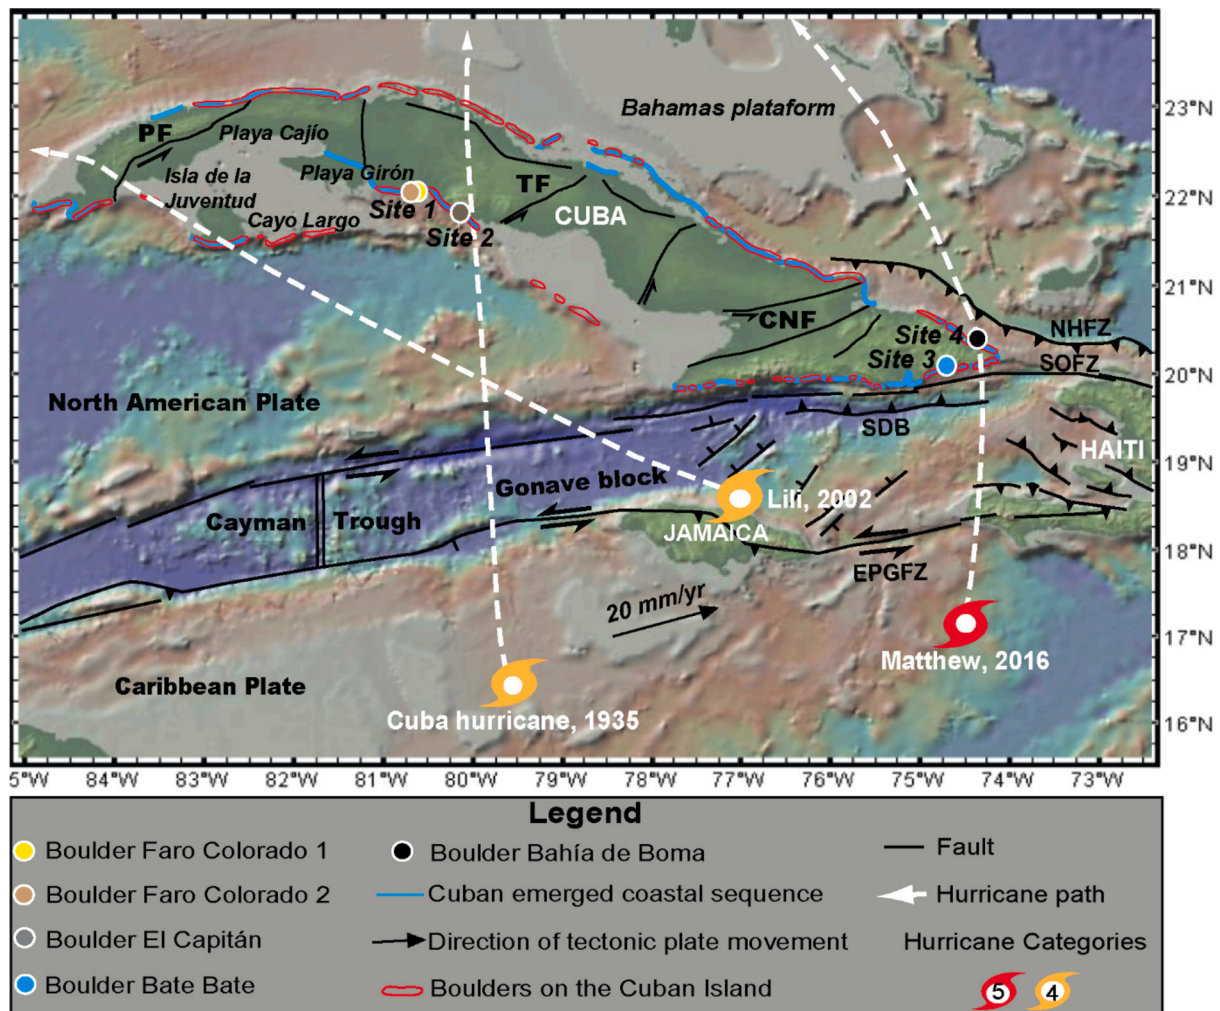 Bahamas plataform
23°N
PF
Playa Cajío
Isla de la
Juventud
Playa Girón
TF
22°N
Site 1
CUBA
Cayo Largo
Site 2
21°N
CNF
Site 4
NHFZ
Site 3
SOFZ
20°N
North American Plate
SDB
HAITI
19°N
Gonave block
Lili, 2002
Cayman
Trough
JAMAICA
18°N
EPGFZ
20 mm/yr
17°N
Matthew, 2016
Caribbean Plate
Cuba hurricane, 1935
16°N
5°W 84°W 83°W 82°W 81°W 80°W 79°W 78°W 77°W 76°W 75°W 74°W 73°W
Legend
Boulder Faro Colorado 1
Boulder Bahía de Boma
Fault
Boulder Faro Colorado 2
Cuban emerged coastal sequence
Hurricane path
Boulder El Capitán
Direction of tectonic plate movement
Hurricane Categories
Boulder Bate Bate
Boulders on the Cuban Island
5 4